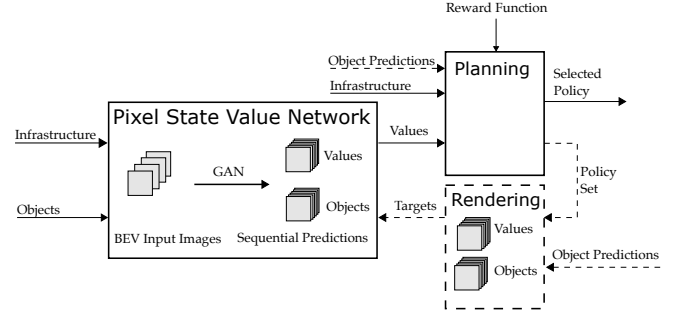 Reward Function
Object Predictions
Infrastructure
Planning
Selected
Policy
Pixel State Value Network
Infrastructure
Values
GAN
Values
Objects
Objects
BEV Input Images
Sequential Predictions
Targets
Policy
Set
Rendering
Values
Objects
Object Predictions